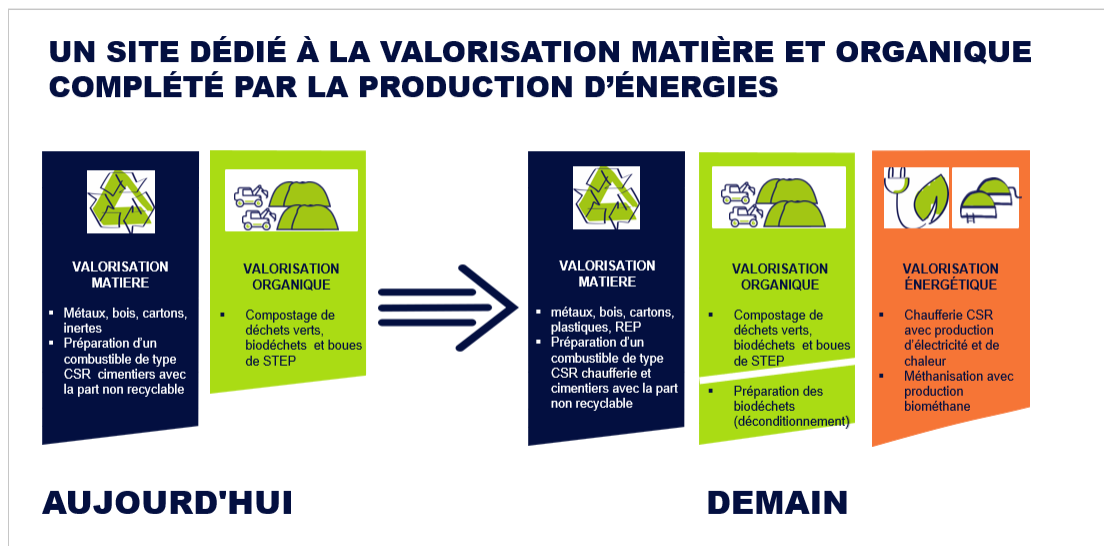 UN SITE DÉDIÉ À LA VALORISATION MATIÈRE ET ORGANIQUE
COMPLÉTÉ PAR LA PRODUCTION D’ÉNERGIES
VALORISATION
MATIERE
▪ Métaux, bois, cartons,
inertes
▪ Préparation d’un
combustible de type
CSR cimentiers avec
la part non recyclable
VALORISATION
ORGANIQUE
▪ Compostage de
déchets verts,
biodéchets et boues
de STEP
AUJOURD'HUI
VALORISATION
MATIERE
▪ métaux, bois, cartons,
plastiques, REP
▪ Préparation d’un
combustible de type
CSR chaufferie et
cimentiers avec la part
non recyclable
VALORISATION
ORGANIQUE
▪ Compostage de
déchets verts,
biodéchets et boues
de STEP
▪ Préparation des
biodéchets
(déconditionnement)
VALORISATION
ÉNERGÉTIQUE
▪ Chaufferie CSR
avec production
d’électricité et de
chaleur
▪ Méthanisation avec
production
biométhane
DEMAIN